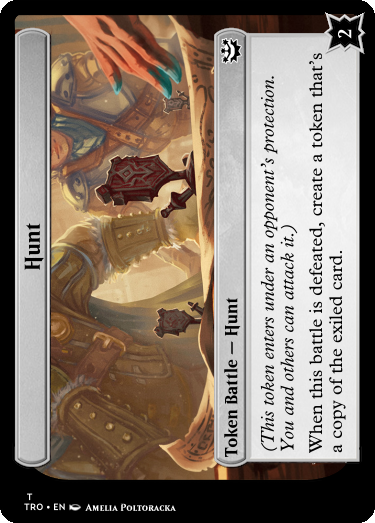 Hunt
Token Battle — Hunt
(This token enters under an opponent's protection.
You and others can attack it.)
When this battle is defeated, create a token that's
a copy of the exiled card.
2
T
TRO • EN Amelia Poltoracka